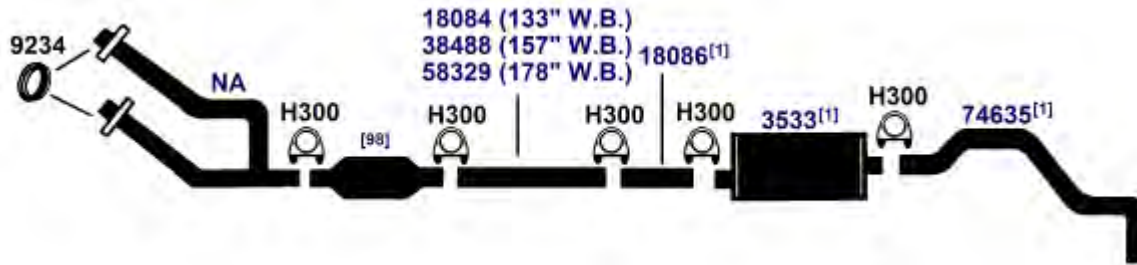 18084 (133" W.B.)
38488 (157" W.B.)
58329 (178" W.B.)
18086[1]
9234
NA
H300
[98]
H300
H300
H300
3533[1]
H300
74635[1]